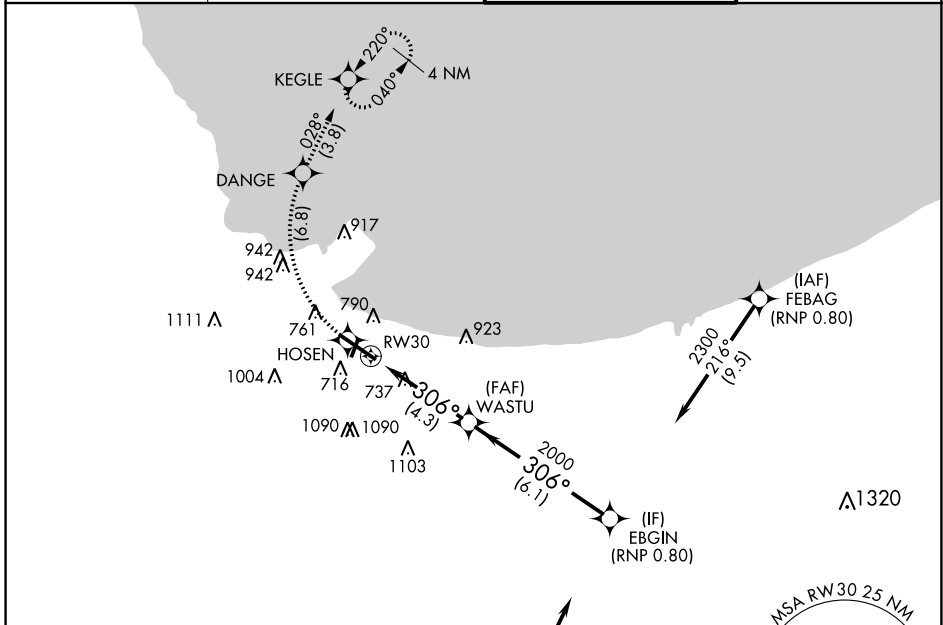 220°
KEGLE
4 NM
040°
028°
(3.8)
DANGE
(6.8)
917
942
942
(IAF)
FEBAG
(RNP 0.80)
1111
790
761
923
RW30
HOSEN
2300
216°
(9.5)
1004
716
737
(FAF)
WASTU
306°
(4.3)
1090
1090
1103
2000
306°
(6.1)
1320
(IF)
EBGIN
(RNP 0.80)
MSA RW30 25 NM